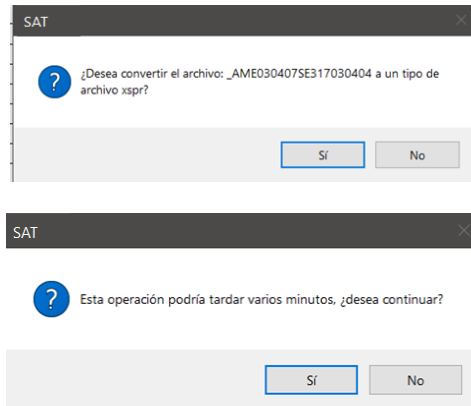 SAT
¿Desea convertir el archivo: _AME030407SE317030404 a un tipo de
archivo xspr?
Sí
No
SAT
Esta operación podría tardar varios minutos, ¿desea continuar?
Sí
No